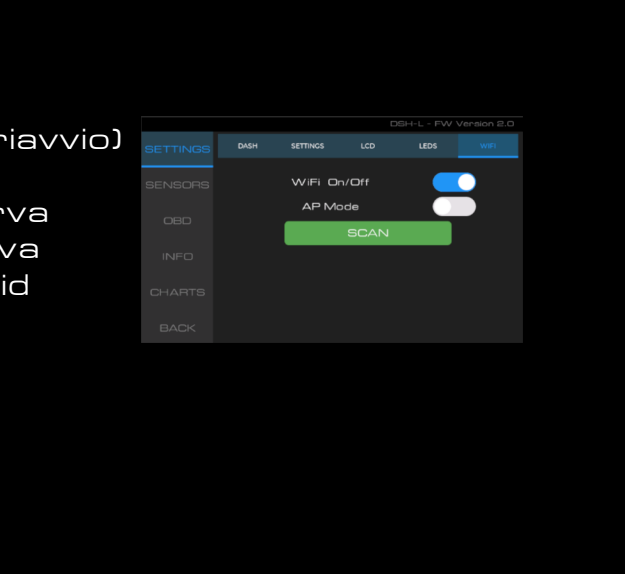 riavvio)
rva
va
id
DSH-L - FW Version 2.0
SETTINGS
DASH SETTINGS LCD LEDS WIFI
SENSORS
OBD
INFO
CHARTS
BACK
WiFi On/Off
AP Mode
SCAN